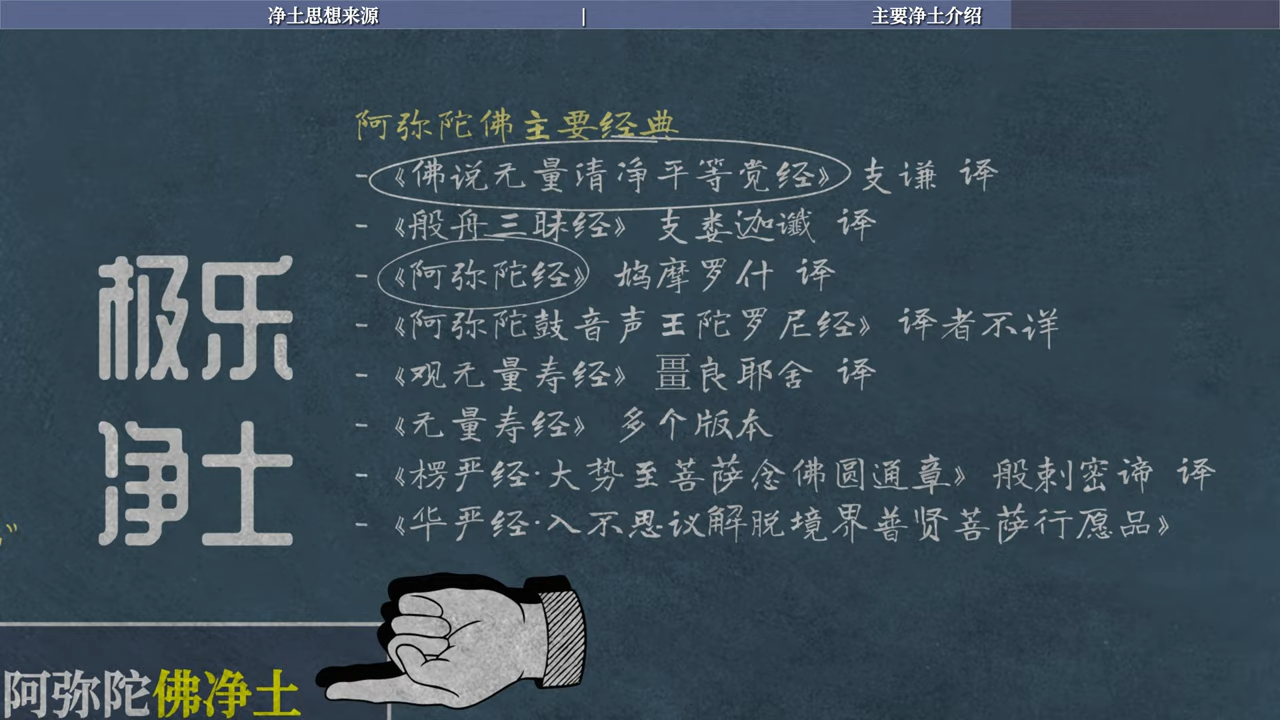 净土思想来源 | 主要净土介绍
阿弥陀佛主要经典
- 《佛说无量清净平等党经》 支谦 译
- 《般舟三昧经》 支娄迦谶 译
- 《阿弥陀经》 鸠摩罗什 译
- 《阿弥陀鼓音声王陀罗尼经》 译者不详
- 《观无量寿经》 畺良耶舍 译
- 《无量寿经》 多个版本
- 《楞严经·大势至菩萨念佛圆通章》 般剌密谛 译
- 《华严经·入不思议解脱境界普贤菩萨行愿品》
极乐
净土
阿弥陀佛净土